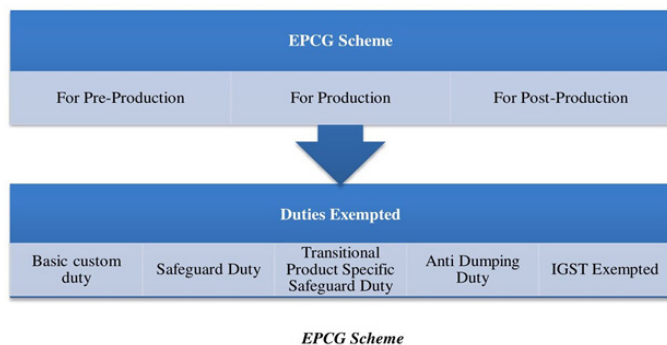 EPCG Scheme
For Pre-Production
For Production
For Post-Production
Duties Exempted
Basic custom
duty
Safeguard Duty
Transitional
Product Specific
Safeguard Duty
Anti Dumping
Duty
IGST Exempted
EPCG Scheme